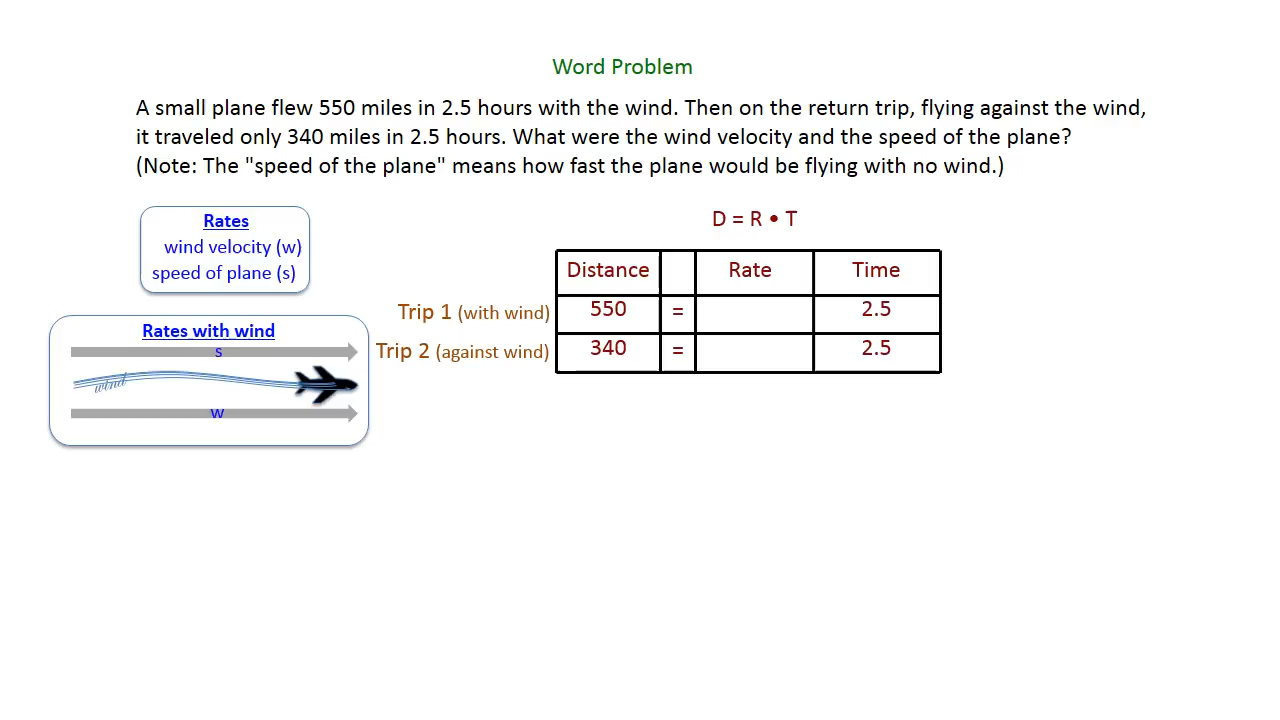 Word Problem
A small plane flew 550 miles in 2.5 hours with the wind. Then on the return trip, flying against the wind,
it traveled only 340 miles in 2.5 hours. What were the wind velocity and the speed of the plane?
(Note: The "speed of the plane" means how fast the plane would be flying with no wind.)
Rates
wind velocity (w)
speed of plane (s)
D = R • T
Distance Rate Time
Trip 1 (with wind) 550 = 2.5
Trip 2 (against wind) 340 = 2.5
Rates with wind
s
wind
w